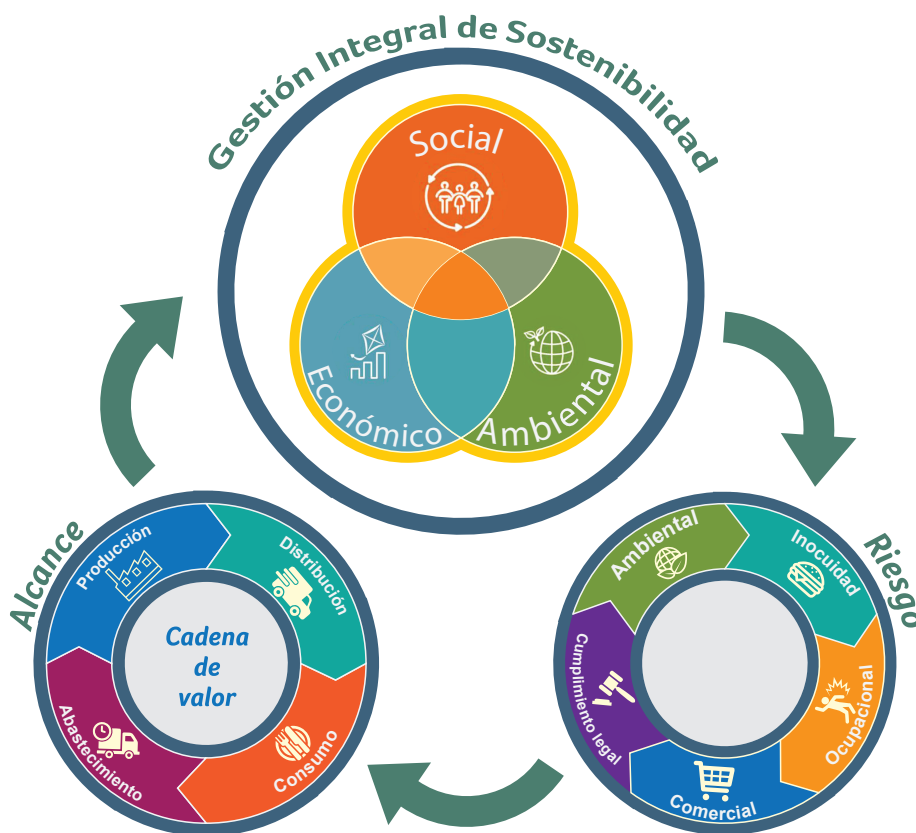 Gestión Integral de Sostenibilidad
Social
Económico
Ambiental
Alcance
Producción
Distribución
Cadena
de
valor
Abastecimiento
Consumo
Riesgo
Ambiental
Inocuidad
Cumplimiento legal
Ocupacional
Comercial